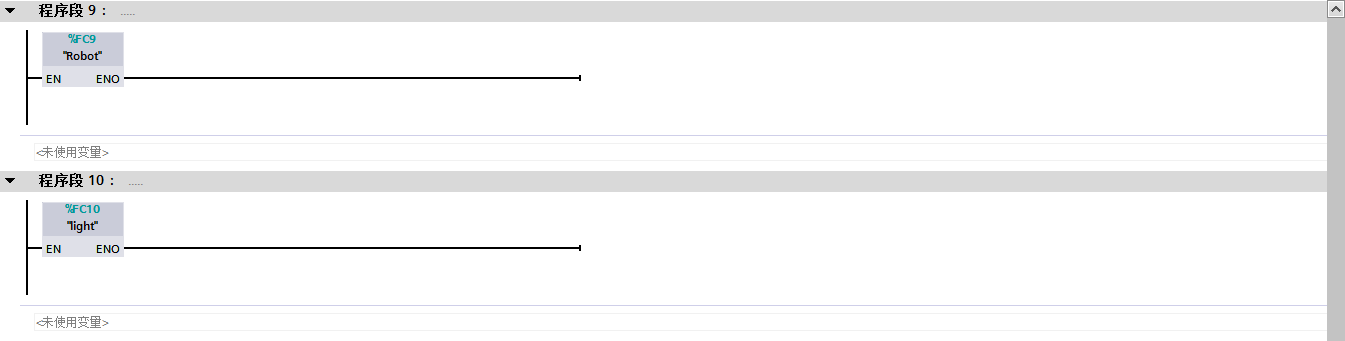 程序段 9： .....
%FC9
"Robot"
EN ENO
<未使用变量>
程序段 10： .....
%FC10
"light"
EN ENO
<未使用变量>